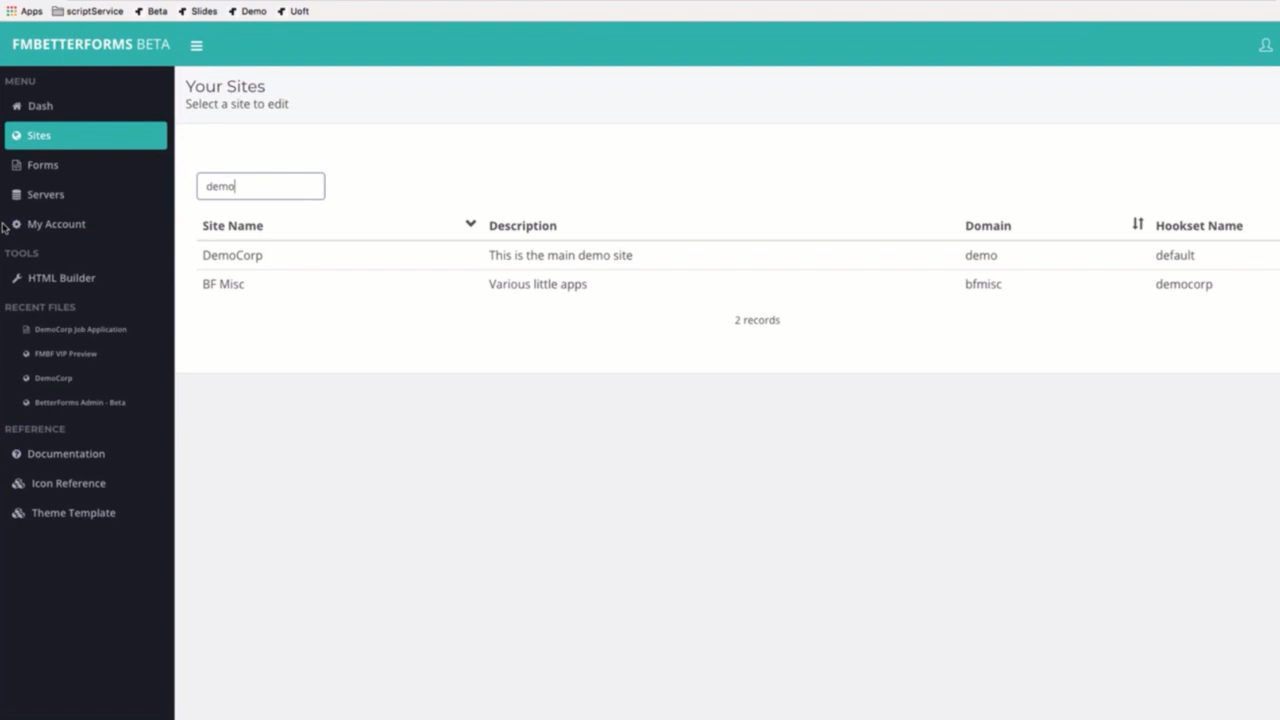 Apps scriptService Beta Slides Demo Uoft
FMBETTERFORMS BETA
MENU
Dash
Sites
Forms
Servers
My Account
TOOLS
HTML Builder
RECENT FILES
DemoCorp Job Application
FMBF VIP Preview
DemoCorp
BetterForms Admin - Beta
REFERENCE
Documentation
Icon Reference
Theme Template
Your Sites
Select a site to edit
demo
Site Name Description Domain Hookset Name
DemoCorp This is the main demo site demo default
BF Misc Various little apps bfmisc democorp
2 records